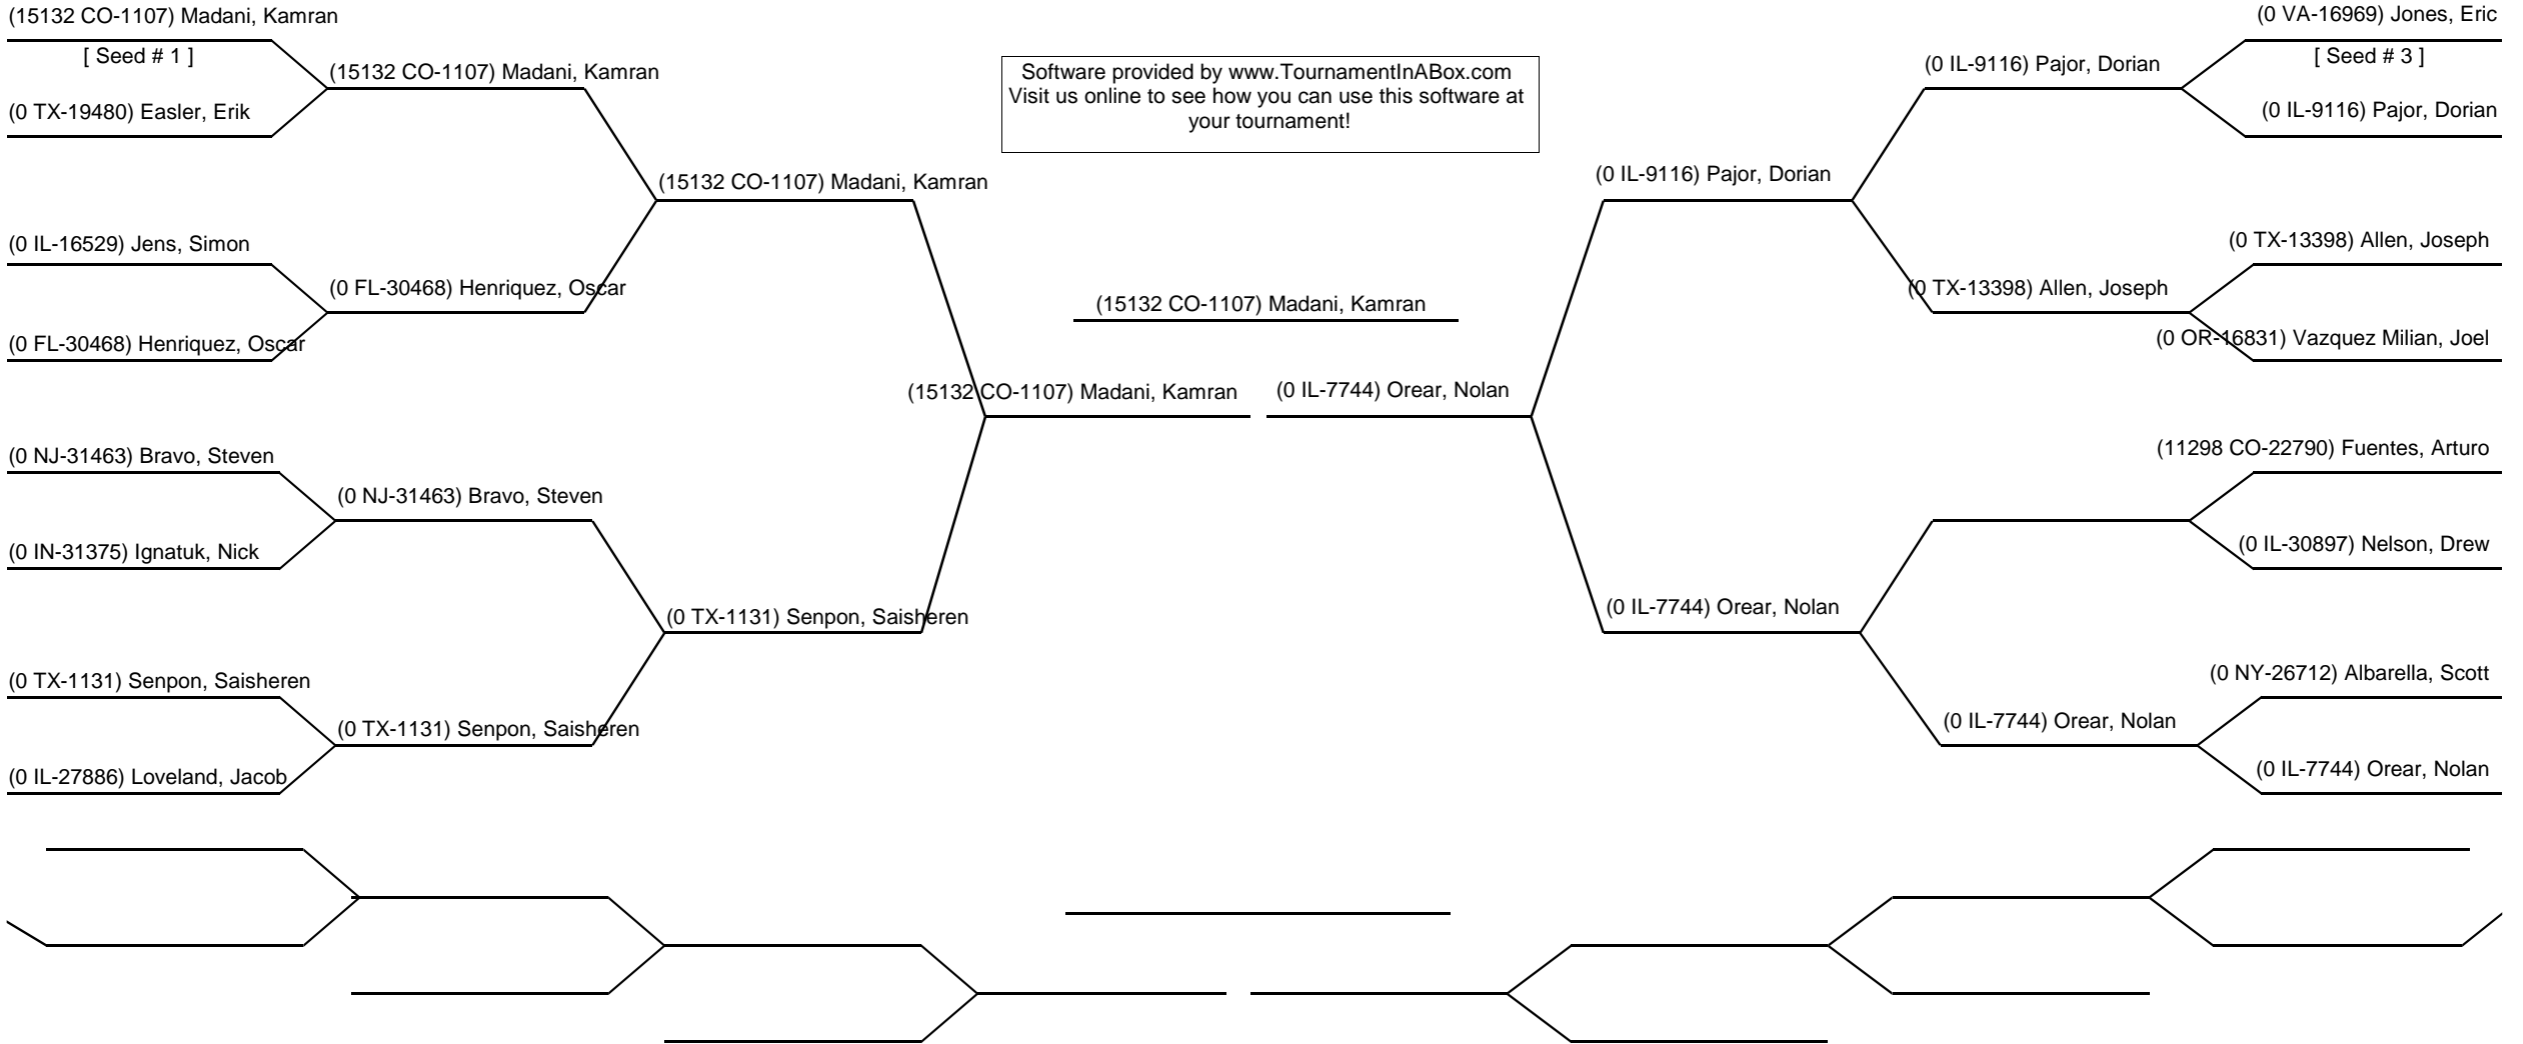 (15132 CO-1107) Madani, Kamran
[ Seed # 1 ]
(0 TX-19480) Easler, Erik
(0 IL-16529) Jens, Simon
(0 FL-30468) Henriquez, Oscar
(0 NJ-31463) Bravo, Steven
(0 IN-31375) Ignatuk, Nick
(0 TX-1131) Senpon, Saisheren
(0 IL-27886) Loveland, Jacob
(15132 CO-1107) Madani, Kamran
(0 FL-30468) Henriquez, Oscar
(0 NJ-31463) Bravo, Steven
(0 TX-1131) Senpon, Saisheren
(15132 CO-1107) Madani, Kamran
(0 TX-1131) Senpon, Saisheren
(15132 CO-1107) Madani, Kamran
Software provided by www.TournamentInABox.com
Visit us online to see how you can use this software at
your tournament!
(15132 CO-1107) Madani, Kamran
(0 IL-7744) Orear, Nolan
(0 IL-9116) Pajor, Dorian
(0 IL-7744) Orear, Nolan
(0 IL-9116) Pajor, Dorian
(0 TX-13398) Allen, Joseph
(0 IL-7744) Orear, Nolan
(0 VA-16969) Jones, Eric
[ Seed # 3 ]
(0 IL-9116) Pajor, Dorian
(0 TX-13398) Allen, Joseph
(0 OR-16831) Vazquez Milian, Joel
(11298 CO-22790) Fuentes, Arturo
(0 IL-30897) Nelson, Drew
(0 NY-26712) Albarella, Scott
(0 IL-7744) Orear, Nolan